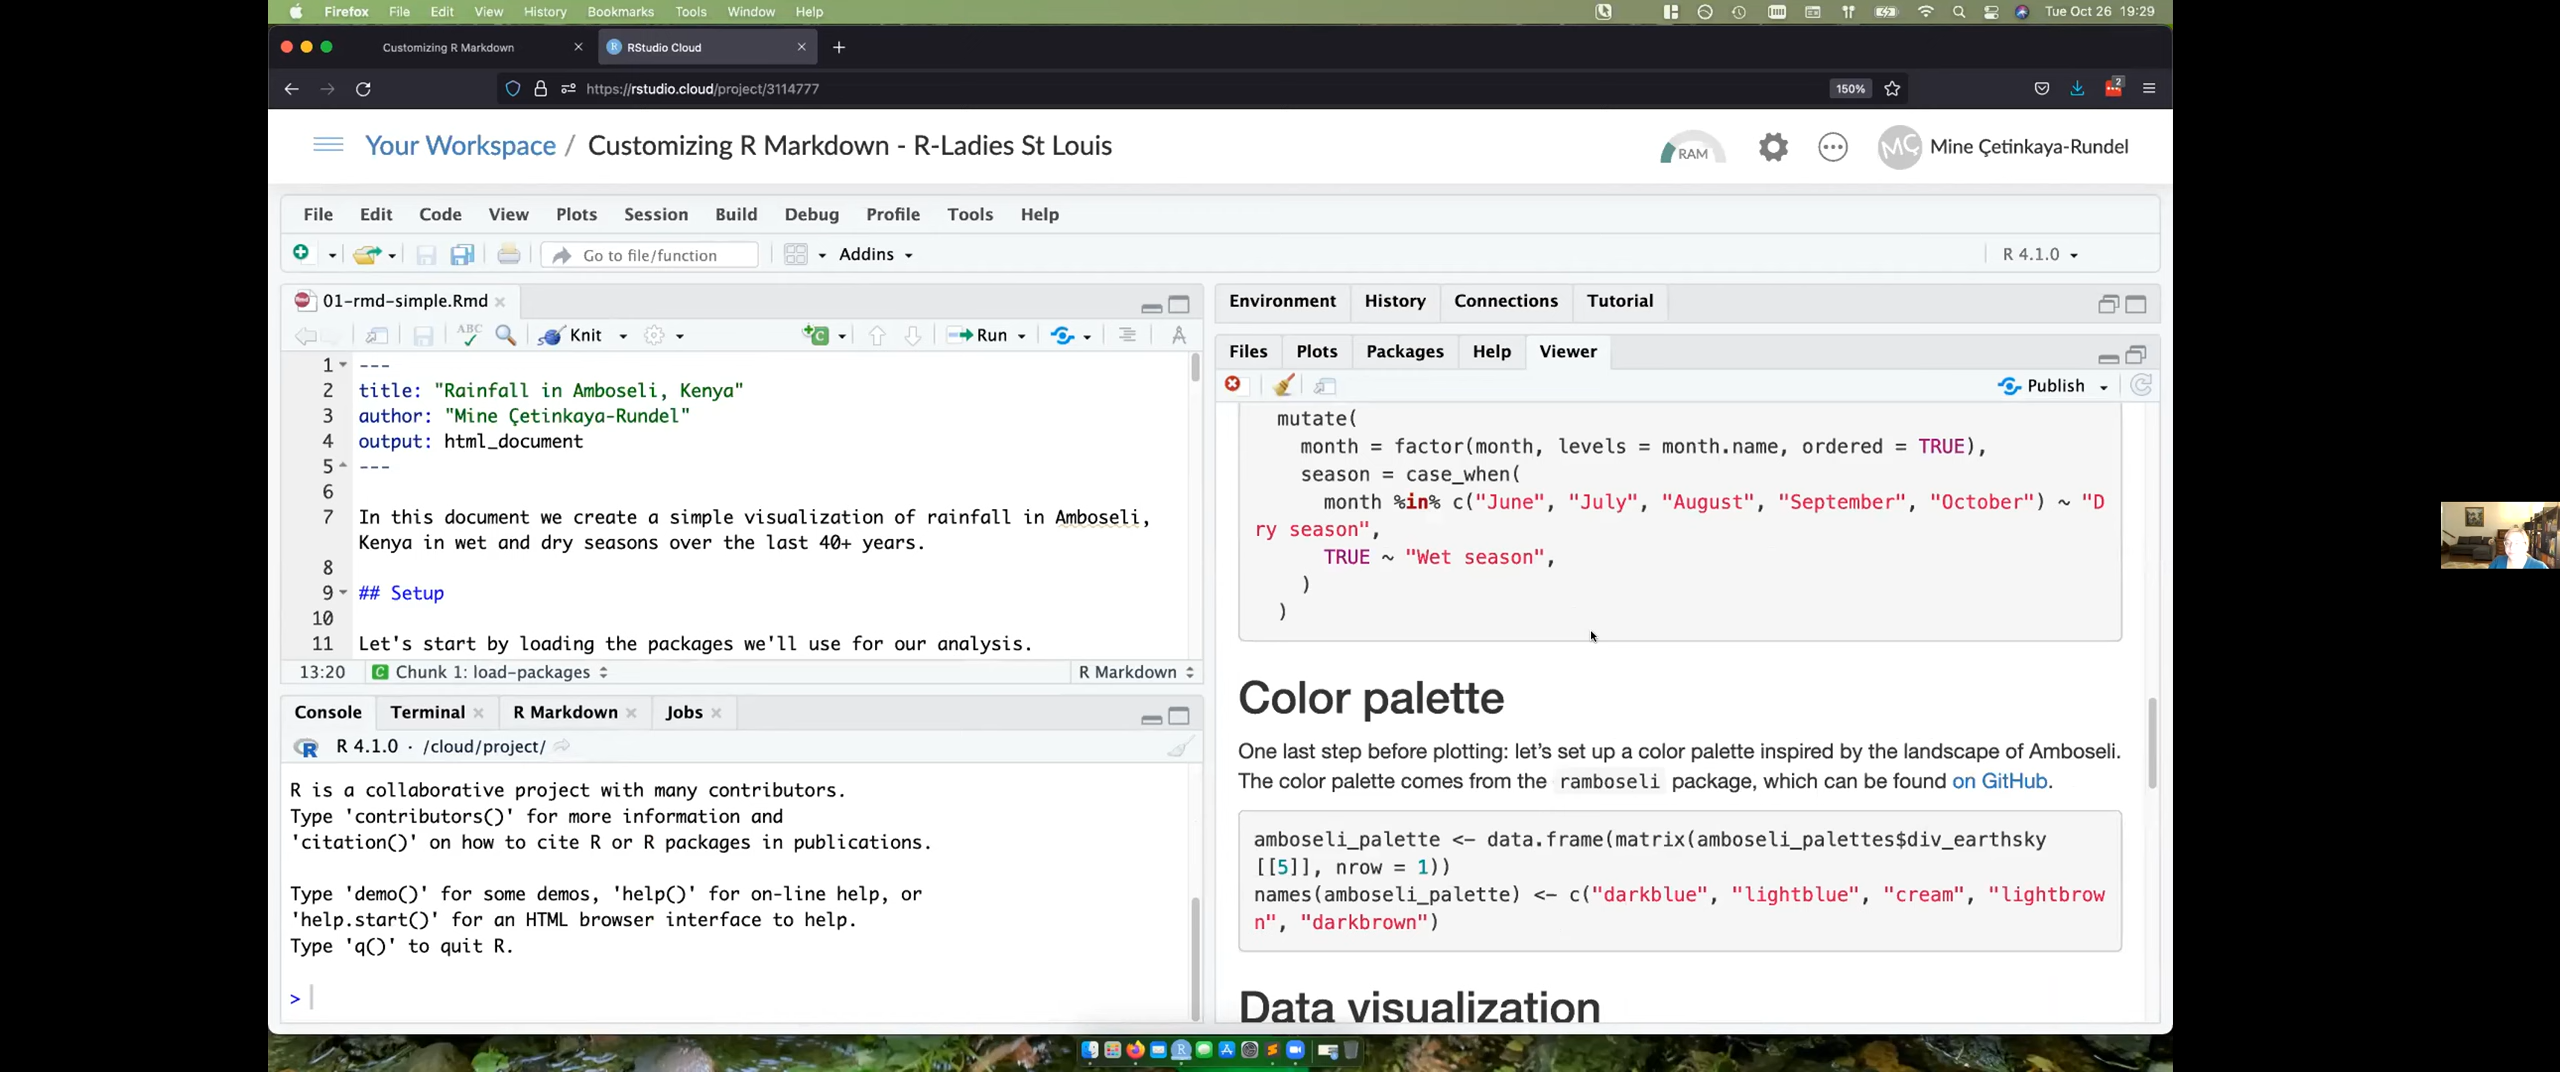 Firefox File Edit View History Bookmarks Tools Window Help
Tue Oct 26 19:29
Customizing R Markdown
RStudio Cloud
https://rstudio.cloud/project/3114777
150%
2
Your Workspace / Customizing R Markdown - R-Ladies St Louis
RAM
MÇ
Mine Çetinkaya-Rundel
File Edit Code View Plots Session Build Debug Profile Tools Help
Go to file/function
Addins
R 4.1.0
01-rmd-simple.Rmd
ABC
Knit
Run
1 ---
2 title: "Rainfall in Amboseli, Kenya"
3 author: "Mine Çetinkaya-Rundel"
4 output: html_document
5 ---
6
7 In this document we create a simple visualization of rainfall in Amboseli,
Kenya in wet and dry seasons over the last 40+ years.
8
9 ## Setup
10
11 Let's start by loading the packages we'll use for our analysis.
13:20
Chunk 1: load-packages
R Markdown
Console Terminal R Markdown Jobs
R 4.1.0 · /cloud/project/
R is a collaborative project with many contributors.
Type 'contributors()' for more information and
'citation()' on how to cite R or R packages in publications.
Type 'demo()' for some demos, 'help()' for on-line help, or
'help.start()' for an HTML browser interface to help.
Type 'q()' to quit R.
>
Environment History Connections Tutorial
Files Plots Packages Help Viewer
Publish
mutate(
month = factor(month, levels = month.name, ordered = TRUE),
season = case_when(
month %in% c("June", "July", "August", "September", "October") ~ "D
ry season",
TRUE ~ "Wet season",
)
)
Color palette
One last step before plotting: let's set up a color palette inspired by the landscape of Amboseli.
The color palette comes from the ramboseli package, which can be found on GitHub.
amboseli_palette <- data.frame(matrix(amboseli_palettes$div_earthsky
[[5]], nrow = 1))
names(amboseli_palette) <- c("darkblue", "lightblue", "cream", "lightbrow
n", "darkbrown")
Data visualization